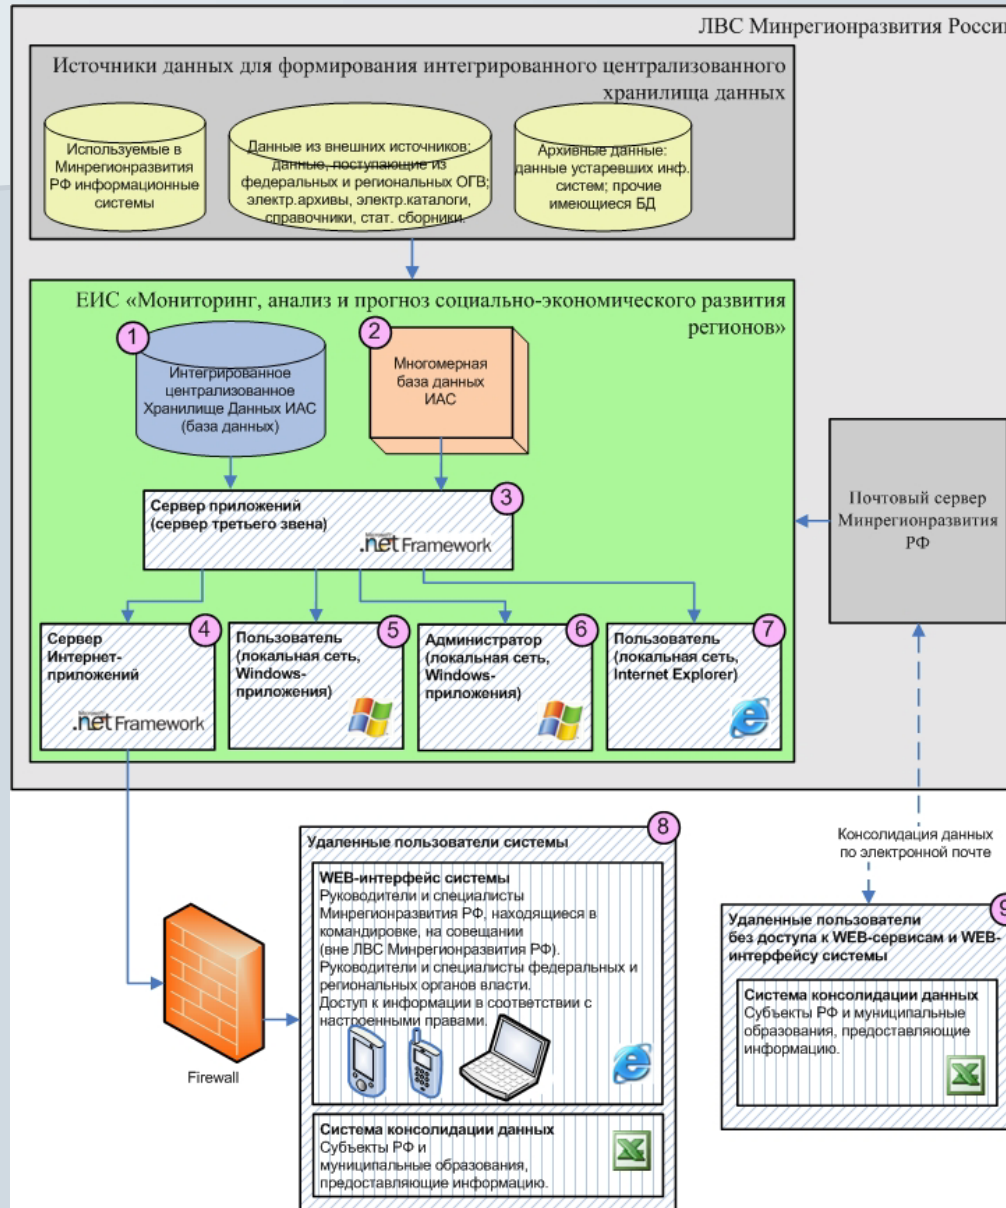 ЛВС Минрегионразвития России
Источники данных для формирования интегрированного централизованного
хранилища данных
Используемые в
Минрегионразвития
РФ информационные
системы
Данные из внешних источников:
данные, поступающие из
федеральных и региональных ОГВ;
электр.архивы, электр.каталоги,
справочники, стат. сборники.
Архивные данные:
данные устаревших инф.
систем; прочие
имеющиеся БД
ЕИС «Мониторинг, анализ и прогноз социально-экономического развития
регионов»
1
Интегрированное
централизованное
Хранилище Данных ИАС
(база данных)
2
Многомерная
база данных
ИАС
3
Сервер приложений
(сервер третьего звена)
Microsoft
.net Framework
Почтовый сервер
Минрегионразвития
РФ
4
Сервер
Интернет-
приложений
Microsoft
.net Framework
5
Пользователь
(локальная сеть,
Windows-
приложения)
6
Администратор
(локальная сеть,
Windows-
приложения)
7
Пользователь
(локальная сеть,
Internet Explorer)
Firewall
8
Удаленные пользователи системы
WEB-интерфейс системы
Руководители и специалисты
Минрегионразвития РФ, находящиеся в
командировке, на совещании
(вне ЛВС Минрегионразвития РФ).
Руководители и специалисты федеральных и
региональных органов власти.
Доступ к информации в соответствии с
настроенными правами.
Система консолидации данных
Субъекты РФ и
муниципальные образования,
предоставляющие информацию.
Консолидация данных
по электронной почте
9
Удаленные пользователи
без доступа к WEB-сервисам и WEB-
интерфейсу системы
Система консолидации данных
Субъекты РФ и муниципальные
образования, предоставляющие
информацию.